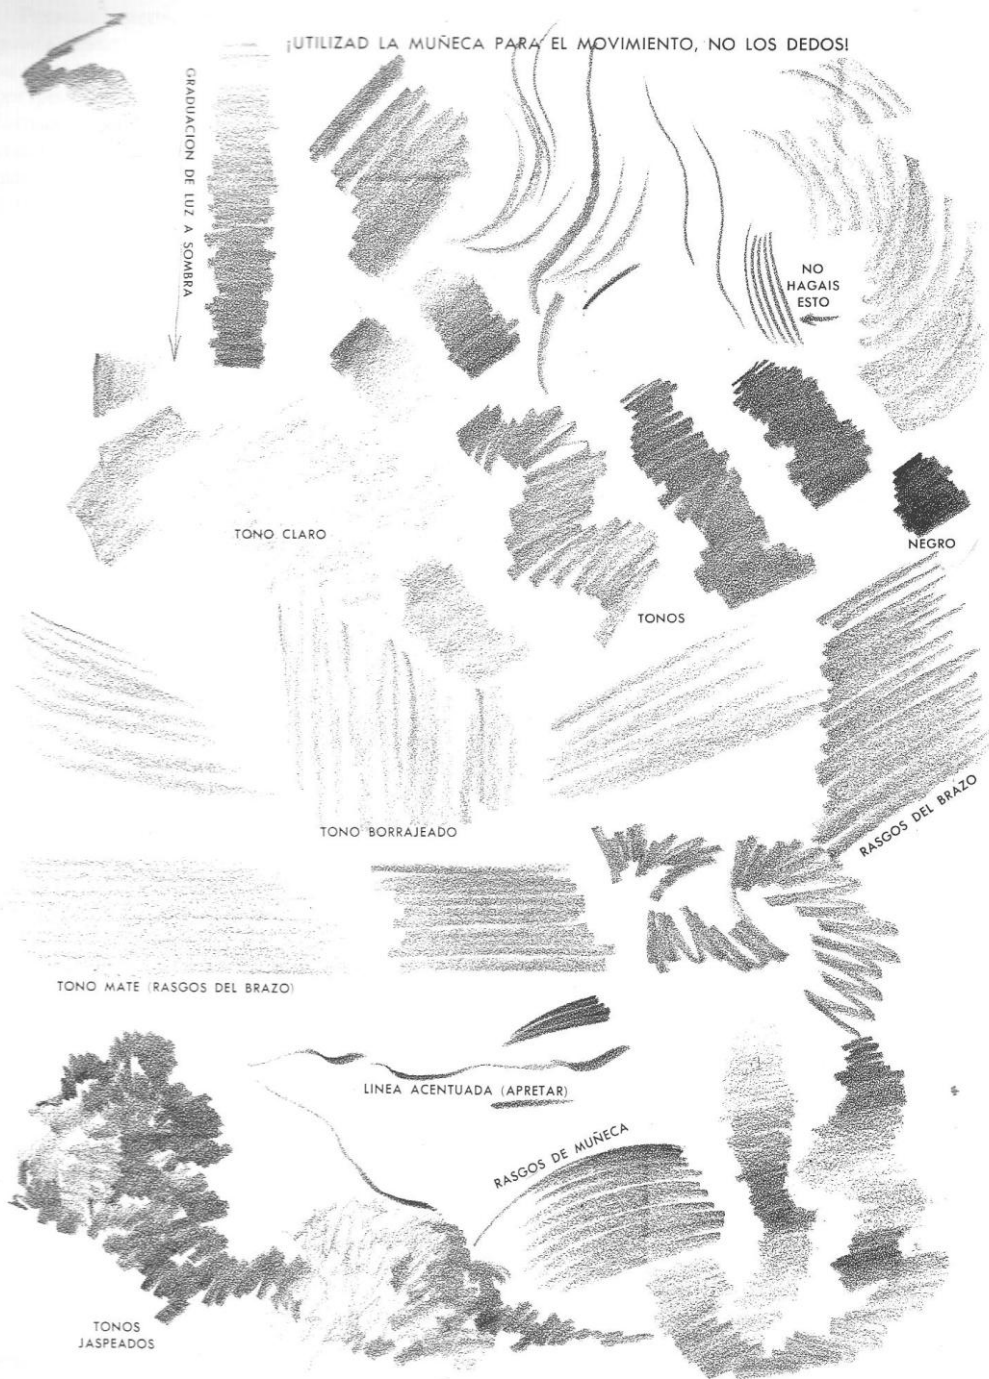 ¡UTILIZAD LA MUÑECA PARA EL MOVIMIENTO, NO LOS DEDOS!
GRADUACION DE LUZ A SOMBRA
NO
HAGAIS
ESTO
TONO CLARO
NEGRO
TONOS
TONO BORRAJEADO
RASGOS DEL BRAZO
TONO MATE (RASGOS DEL BRAZO)
LINEA ACENTUADA (APRETAR)
RASGOS DE MUÑECA
TONOS
JASPEADOS